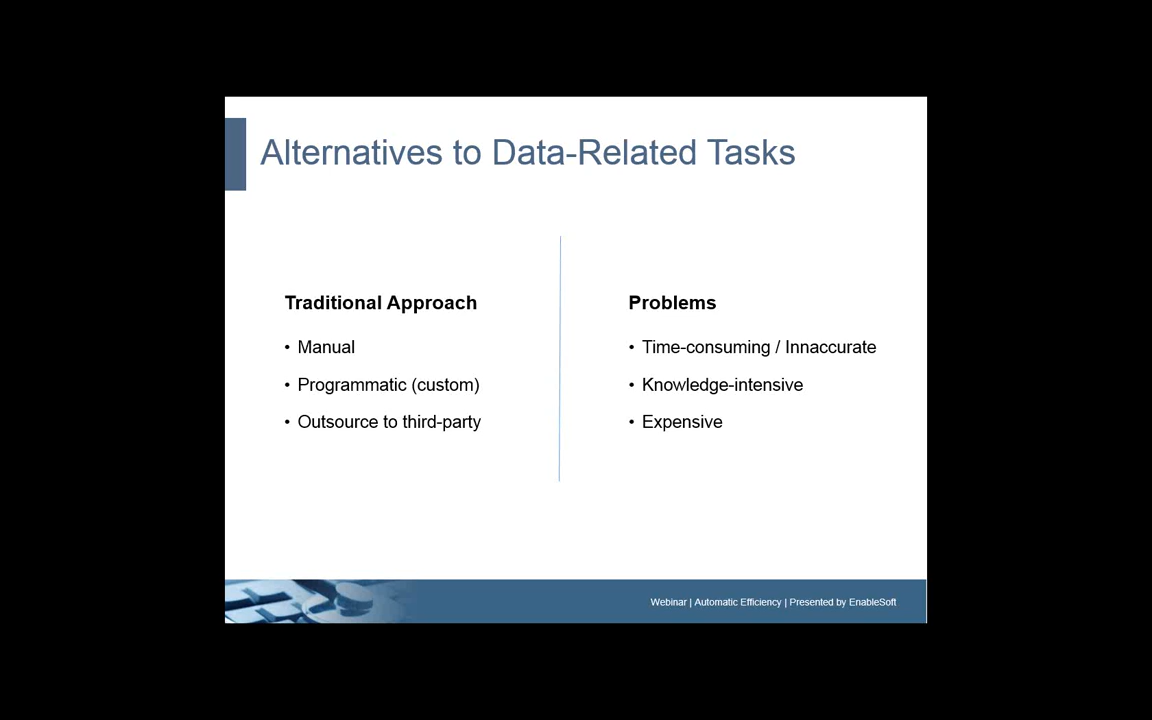 Alternatives to Data-Related Tasks
Traditional Approach
• Manual
• Programmatic (custom)
• Outsource to third-party
Problems
• Time-consuming / Innaccurate
• Knowledge-intensive
• Expensive
Webinar | Automatic Efficiency | Presented by EnableSoft